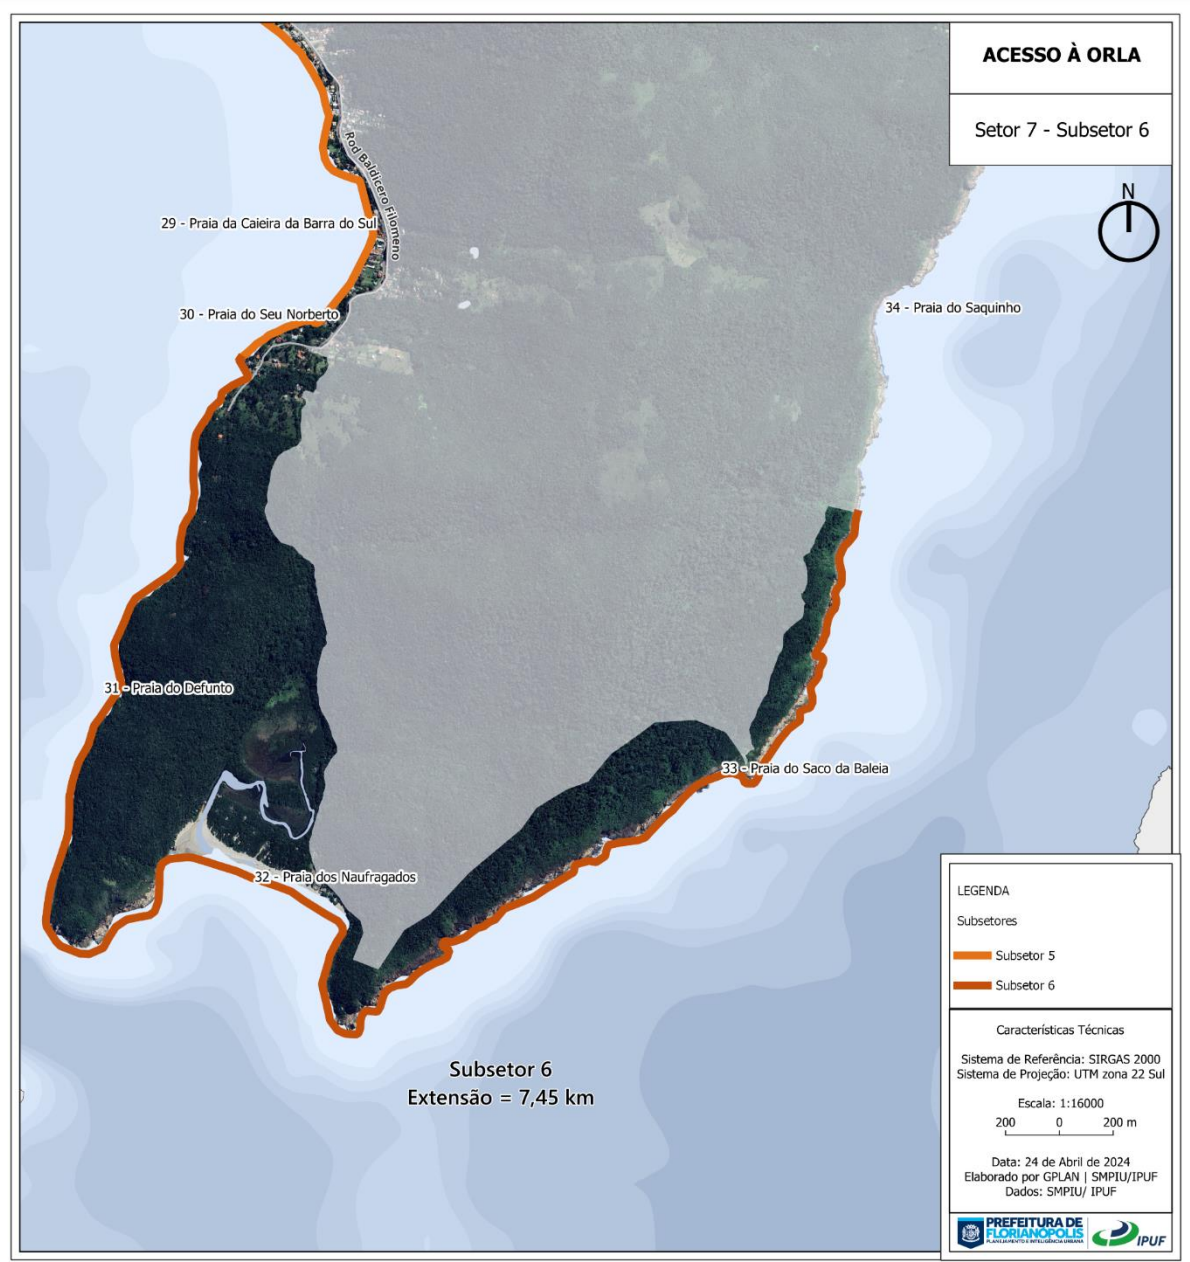 ACESSO À ORLA
Setor 7 - Subsetor 6
N
Rod Baldicero Filomeno
29 - Praia da Caieira da Barra do Sul
30 - Praia do Seu Norberto
34 - Praia do Saquinho
31 - Praia do Defunto
33 - Praia do Saco da Baleia
32 - Praia dos Naufragados
Subsetor 6
Extensão = 7,45 km
LEGENDA
Subsetores
Subsetor 5
Subsetor 6
Características Técnicas
Sistema de Referência: SIRGAS 2000
Sistema de Projeção: UTM zona 22 Sul
Escala: 1:16000
200 0 200 m
Data: 24 de Abril de 2024
Elaborado por GPLAN | SMPIU/IPUF
Dados: SMPIU/ IPUF
PREFEITURA DE
FLORIANÓPOLIS
PLANEJAMENTO E INTELIGÊNCIA URBANA
IPUF